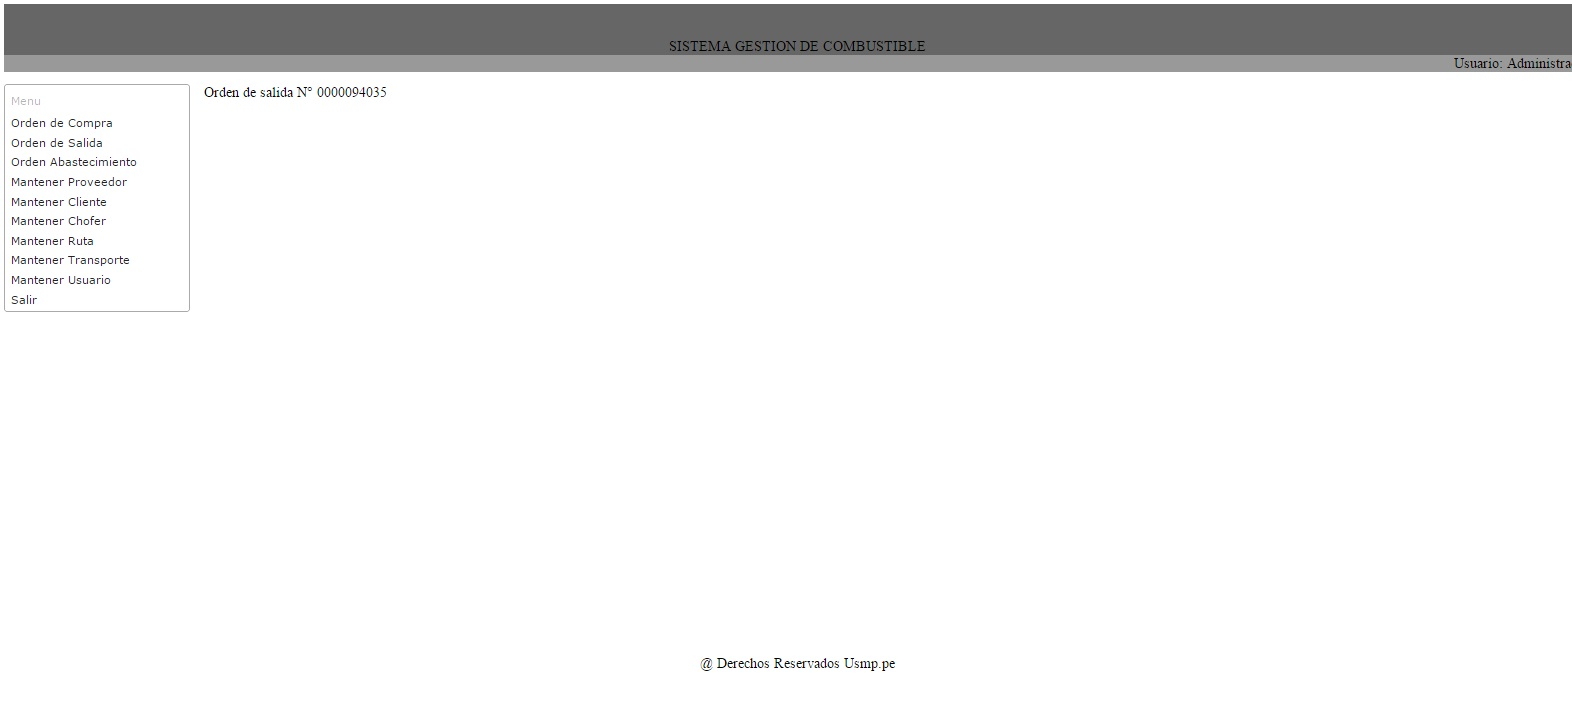 SISTEMA GESTION DE COMBUSTIBLE
Usuario: Administra
Menu
Orden de Compra
Orden de Salida
Orden Abastecimiento
Mantener Proveedor
Mantener Cliente
Mantener Chofer
Mantener Ruta
Mantener Transporte
Mantener Usuario
Salir
Orden de salida N° 0000094035
@ Derechos Reservados Usmp.pe